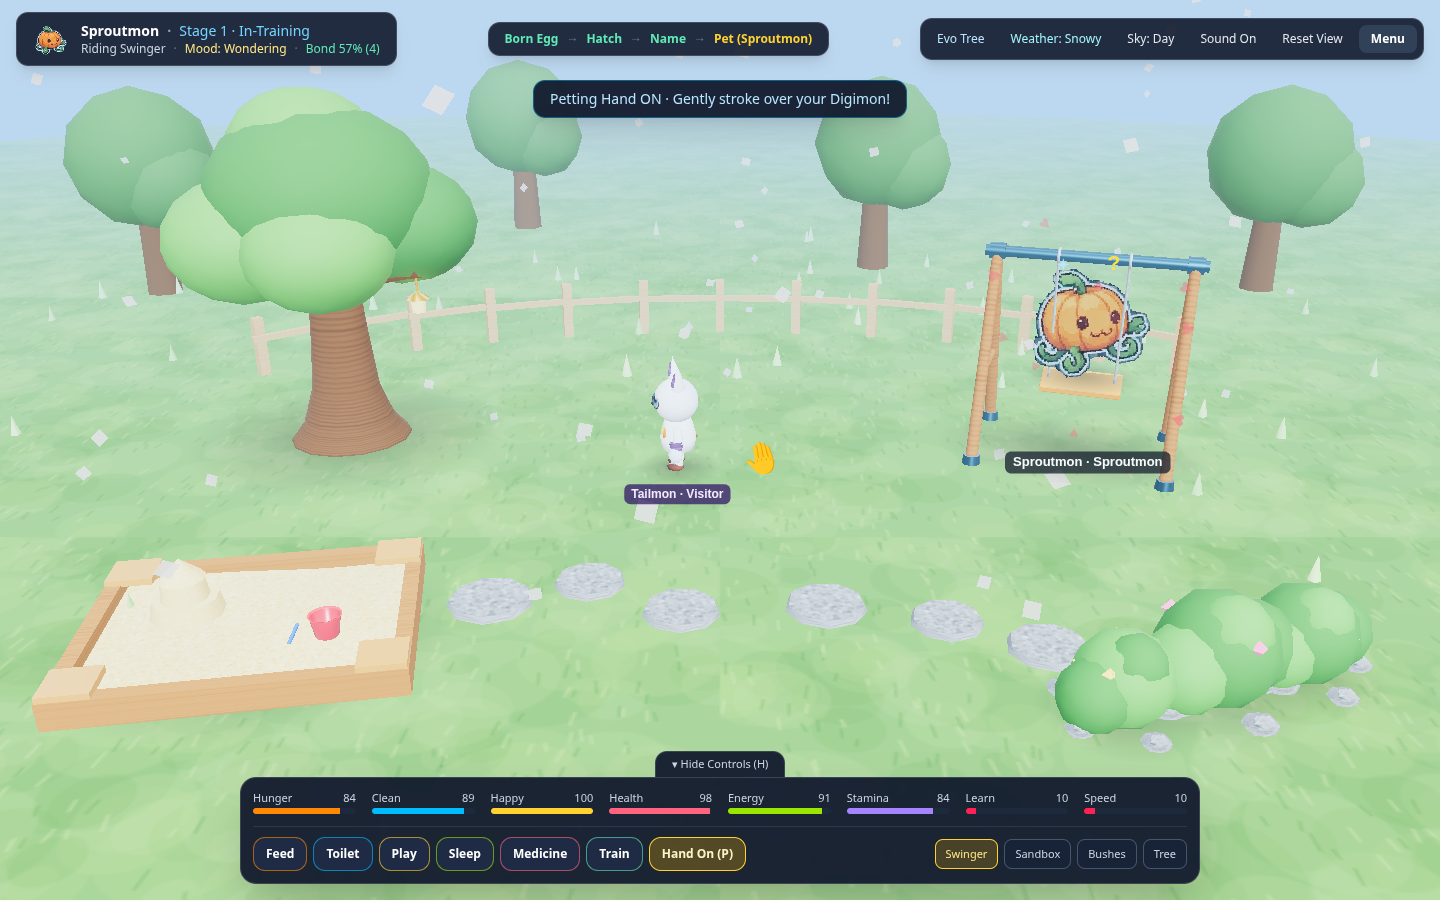 Sproutmon · Stage 1 · In-Training
Riding Swinger · Mood: Wondering · Bond 57% (4)
Born Egg → Hatch → Name → Pet (Sproutmon)
Evo Tree Weather: Snowy Sky: Day Sound On Reset View Menu
Petting Hand ON · Gently stroke over your Digimon!
?
Sproutmon · Sproutmon
Tailmon · Visitor
▾ Hide Controls (H)
Hunger 84 Clean 89 Happy 100 Health 98 Energy 91 Stamina 84 Learn 10 Speed 10
Feed Toilet Play Sleep Medicine Train Hand On (P) Swinger Sandbox Bushes Tree